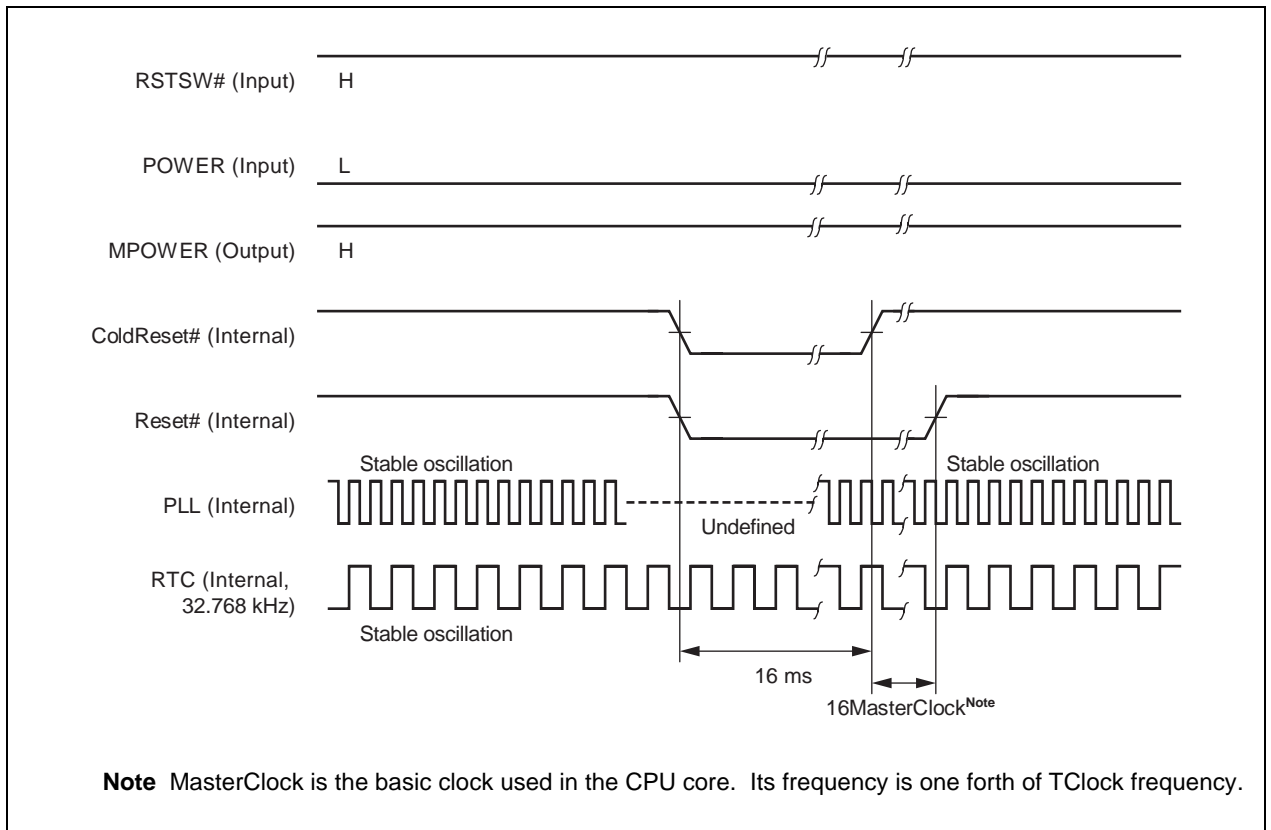 RSTSW# (Input) H
POWER (Input) L
MPOWER (Output) H
ColdReset# (Internal)
Reset# (Internal)
Stable oscillation Stable oscillation
PLL (Internal)
Undefined
RTC (Internal,
32.768 kHz)
Stable oscillation
16 ms
16MasterClockNote
Note MasterClock is the basic clock used in the CPU core. Its frequency is one forth of TClock frequency.